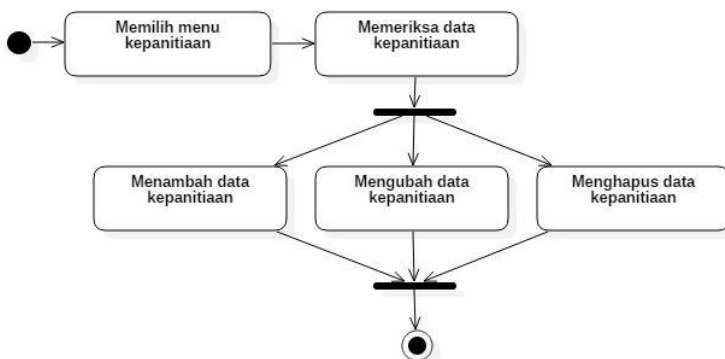 Memilih menu
kepanitiaan
Memeriksa data
kepanitiaan
Menambah data
kepanitiaan
Mengubah data
kepanitiaan
Menghapus data
kepanitiaan